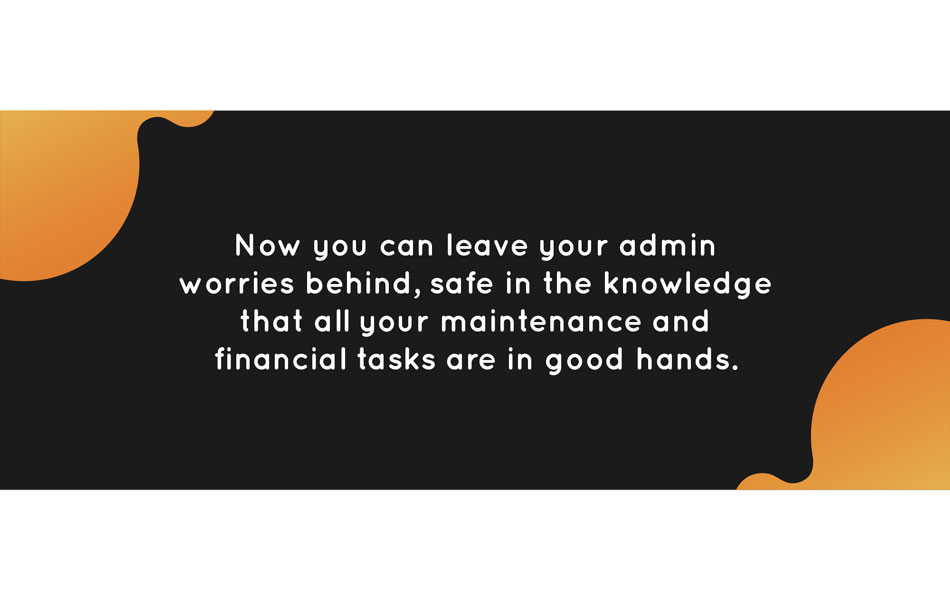 Now you can leave your admin
worries behind, safe in the knowledge
that all your maintenance and
financial tasks are in good hands.